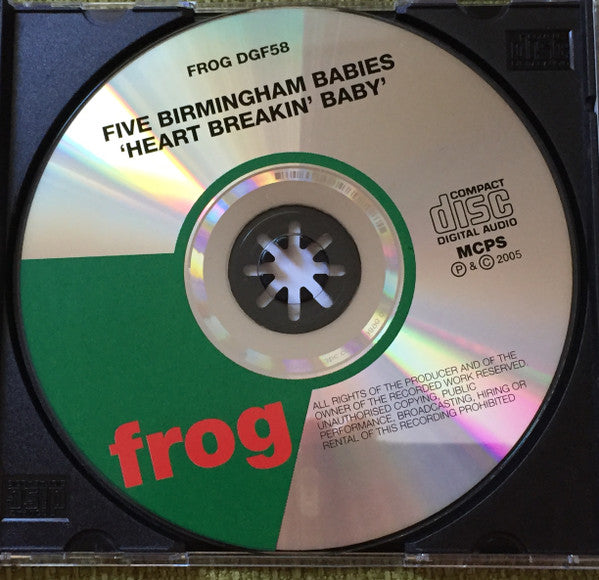 FROG DGF58
FIVE BIRMINGHAM BABIES
'HEART BREAKIN' BABY'
COMPACT
disc
DIGITAL AUDIO
MCPS
Ⓟ & © 2005
ALL RIGHTS OF THE PRODUCER AND OF THE
OWNER OF THE RECORDED WORK RESERVED.
UNAUTHORISED COPYING, PUBLIC
PERFORMANCE, BROADCASTING, HIRING OR
RENTAL OF THIS RECORDING PROHIBITED
frog